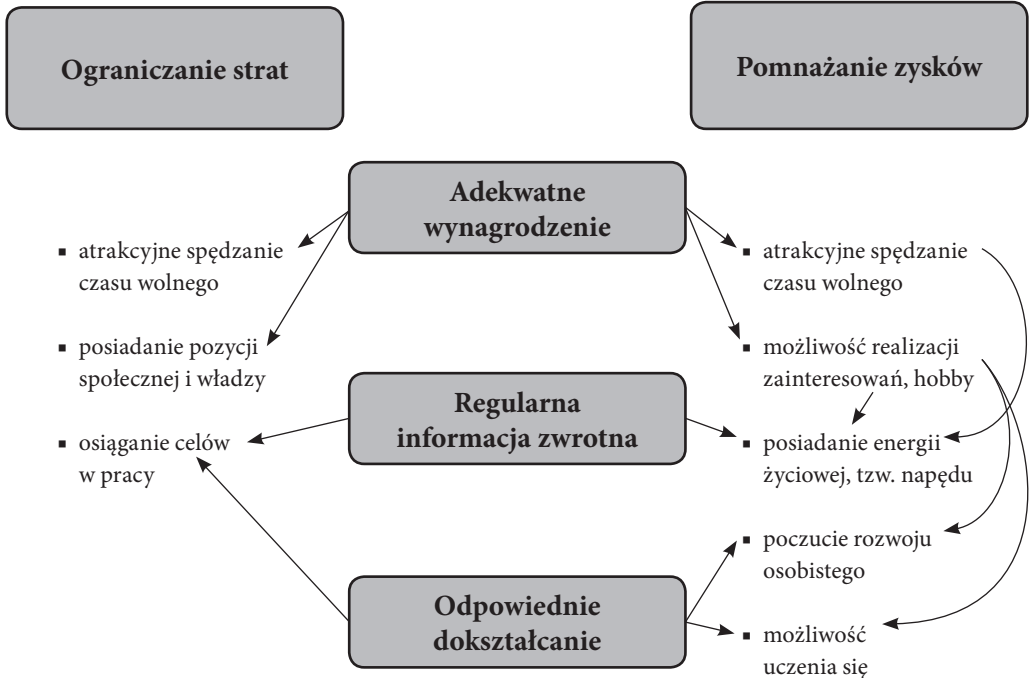 Ograniczanie strat
Pomnażanie zysków
Adekwatne
wynagrodzenie
▪ atrakcyjne spędzanie
czasu wolnego
▪ posiadanie pozycji
społecznej i władzy
▪ osiąganie celów
w pracy
Regularna
informacja zwrotna
Odpowiednie
dokształcanie
▪ atrakcyjne spędzanie
czasu wolnego
▪ możliwość realizacji
zainteresowań, hobby
▪ posiadanie energii
życiowej, tzw. napędu
▪ poczucie rozwoju
osobistego
▪ możliwość
uczenia się